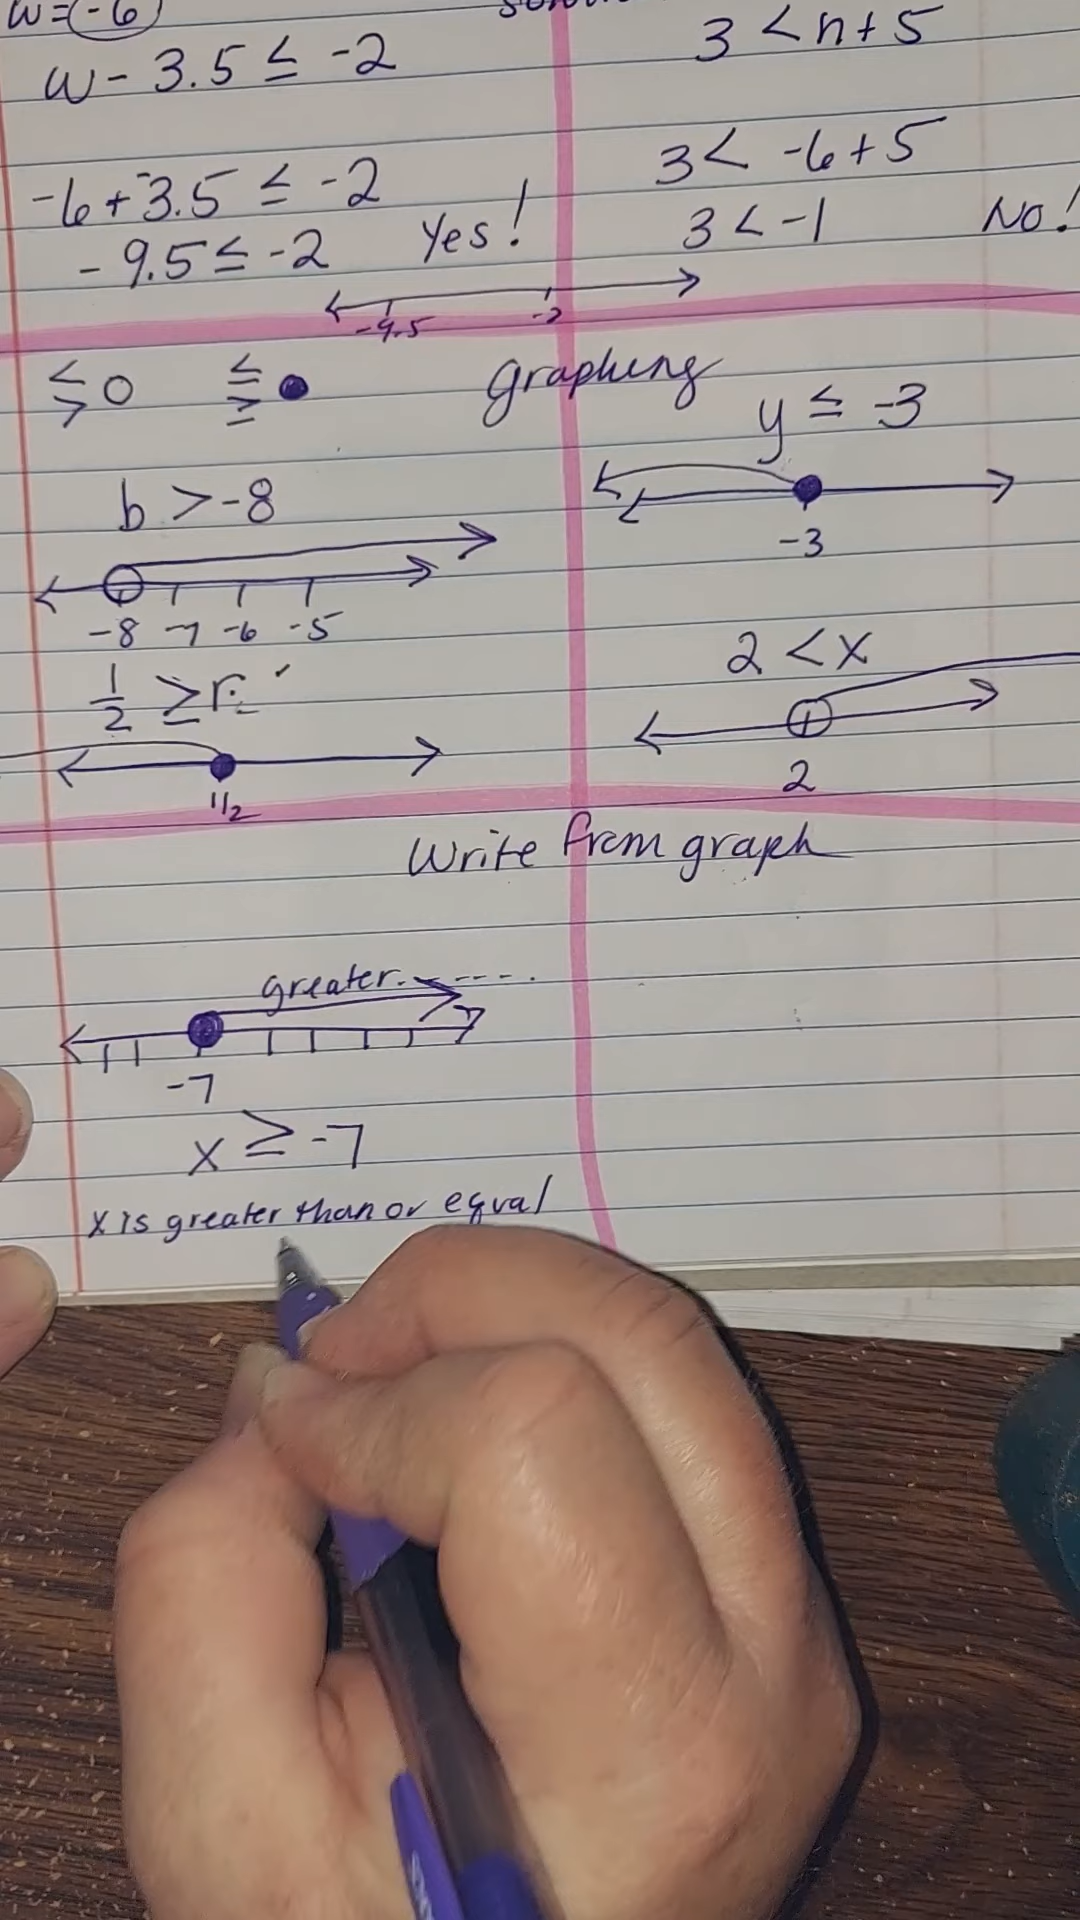 w = -6
w - 3.5 ≤ -2
-6 + -3.5 ≤ -2
-9.5 ≤ -2 Yes!
3 < n + 5
3 < -6 + 5
3 < -1 No!
-9.5 -2
< > ○ ≤ ≥ ●
graphing
b > -8
-8 -7 -6 -5
y ≤ -3
-3
1/2 ≥ r
1/2
2 < x
2
Write from graph
greater.
-7
x ≥ -7
x is greater than or equal